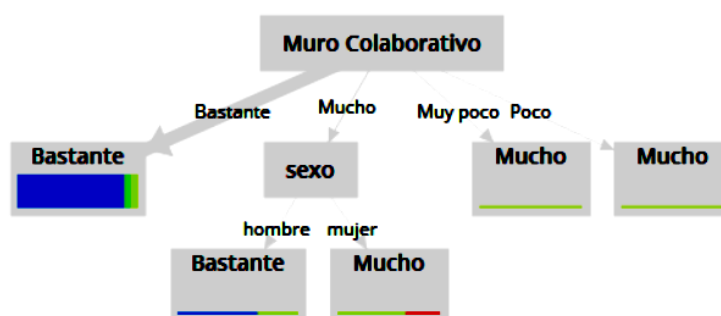 Muro Colaborativo
Bastante
Mucho
Muy poco
Poco
Bastante
sexo
Mucho
Mucho
hombre
mujer
Bastante
Mucho